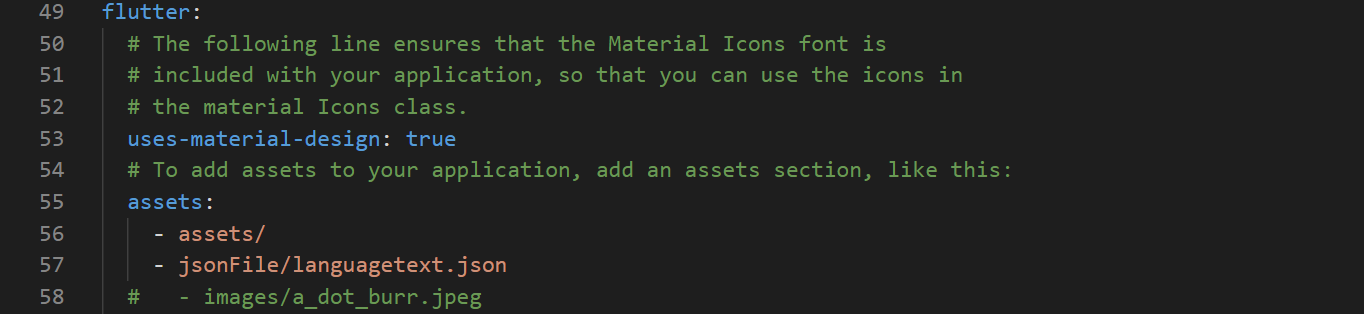 49 flutter:
50 # The following line ensures that the Material Icons font is
51 # included with your application, so that you can use the icons in
52 # the material Icons class.
53 uses-material-design: true
54 # To add assets to your application, add an assets section, like this:
55 assets:
56 - assets/
57 - jsonFile/languagetext.json
58 #   - images/a_dot_burr.jpeg